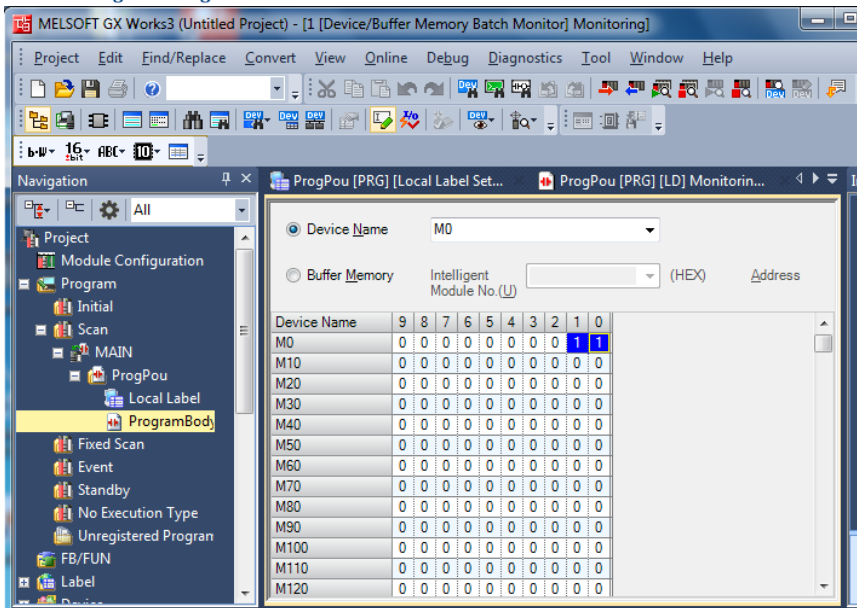 MELSOFT GX Works3 (Untitled Project) - [1 [Device/Buffer Memory Batch Monitor] Monitoring]
Project Edit Find/Replace Convert View Online Debug Diagnostics Tool Window Help
16bit ABC
Navigation
ProgPou [PRG] [Local Label Set...
ProgPou [PRG] [LD] Monitorin...
All
Project
Module Configuration
Program
Initial
Scan
MAIN
ProgPou
Local Label
ProgramBody
Fixed Scan
Event
Standby
No Execution Type
Unregistered Program
FB/FUN
Label
Device Name M0
Buffer Memory Intelligent Module No.(U) (HEX) Address
Device Name 9 8 7 6 5 4 3 2 1 0
M0 0 0 0 0 0 0 0 0 1 1
M10 0 0 0 0 0 0 0 0 0 0
M20 0 0 0 0 0 0 0 0 0 0
M30 0 0 0 0 0 0 0 0 0 0
M40 0 0 0 0 0 0 0 0 0 0
M50 0 0 0 0 0 0 0 0 0 0
M60 0 0 0 0 0 0 0 0 0 0
M70 0 0 0 0 0 0 0 0 0 0
M80 0 0 0 0 0 0 0 0 0 0
M90 0 0 0 0 0 0 0 0 0 0
M100 0 0 0 0 0 0 0 0 0 0
M110 0 0 0 0 0 0 0 0 0 0
M120 0 0 0 0 0 0 0 0 0 0